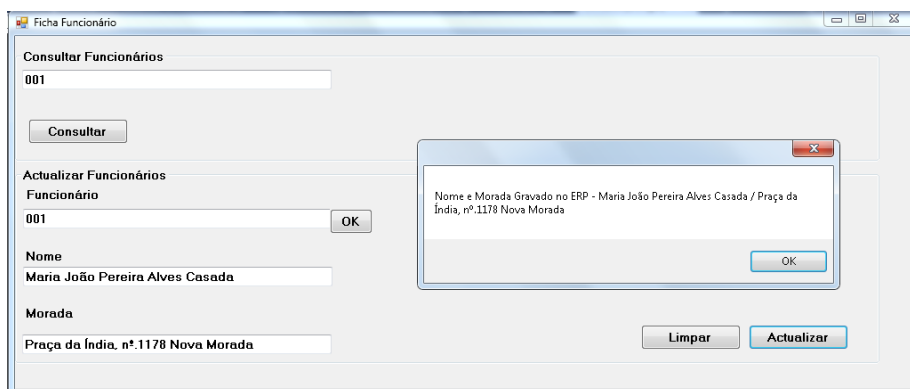 Ficha Funcionário
Consultar Funcionários
001
Consultar
Actualizar Funcionários
Funcionário
001
OK
Nome
Maria João Pereira Alves Casada
Morada
Praça da Índia, nº.1178 Nova Morada
Nome e Morada Gravado no ERP - Maria João Pereira Alves Casada / Praça da
Índia, nº.1178 Nova Morada
OK
Limpar
Actualizar